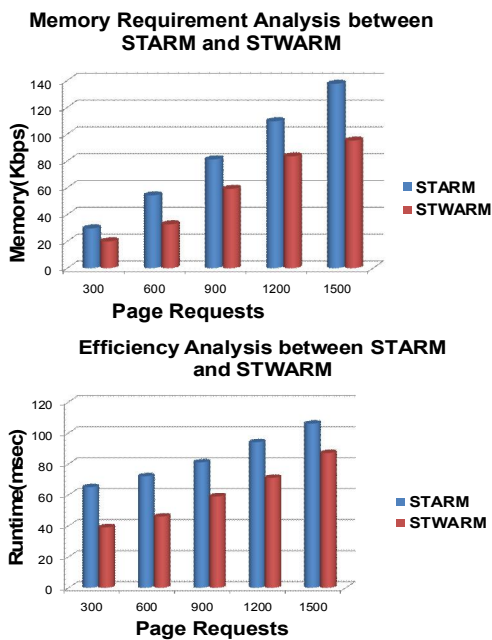 Memory Requirement Analysis between
STARM and STWARM
140
120
100
80
60
40
20
0
Memory(Kbps)
300 600 900 1200 1500
Page Requests
STARM
STWARM
Efficiency Analysis between STARM
and STWARM
120
100
80
60
40
20
0
Runtime(msec)
300 600 900 1200 1500
Page Requests
STARM
STWARM